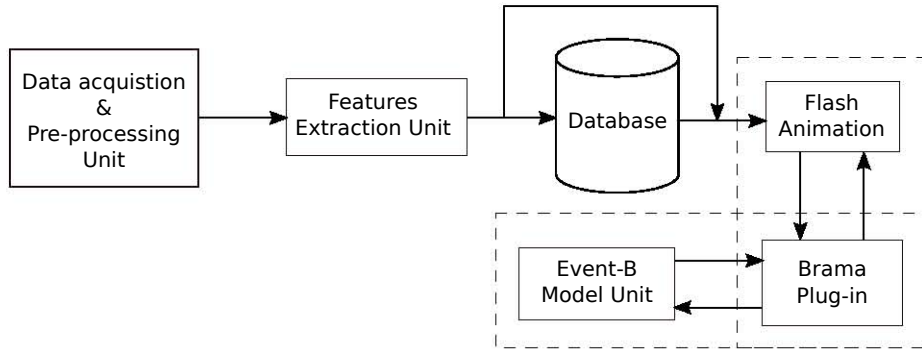 Data acquistion
&
Pre-processing
Unit
Features
Extraction Unit
Database
Flash
Animation
Event-B
Model Unit
Brama
Plug-in